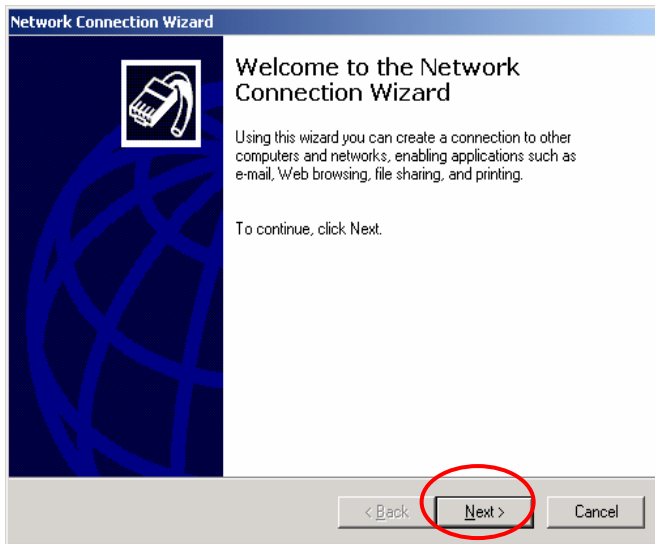 Network Connection Wizard
Welcome to the Network
Connection Wizard
Using this wizard you can create a connection to other
computers and networks, enabling applications such as
e-mail, Web browsing, file sharing, and printing.
To continue, click Next.
< Back Next > Cancel